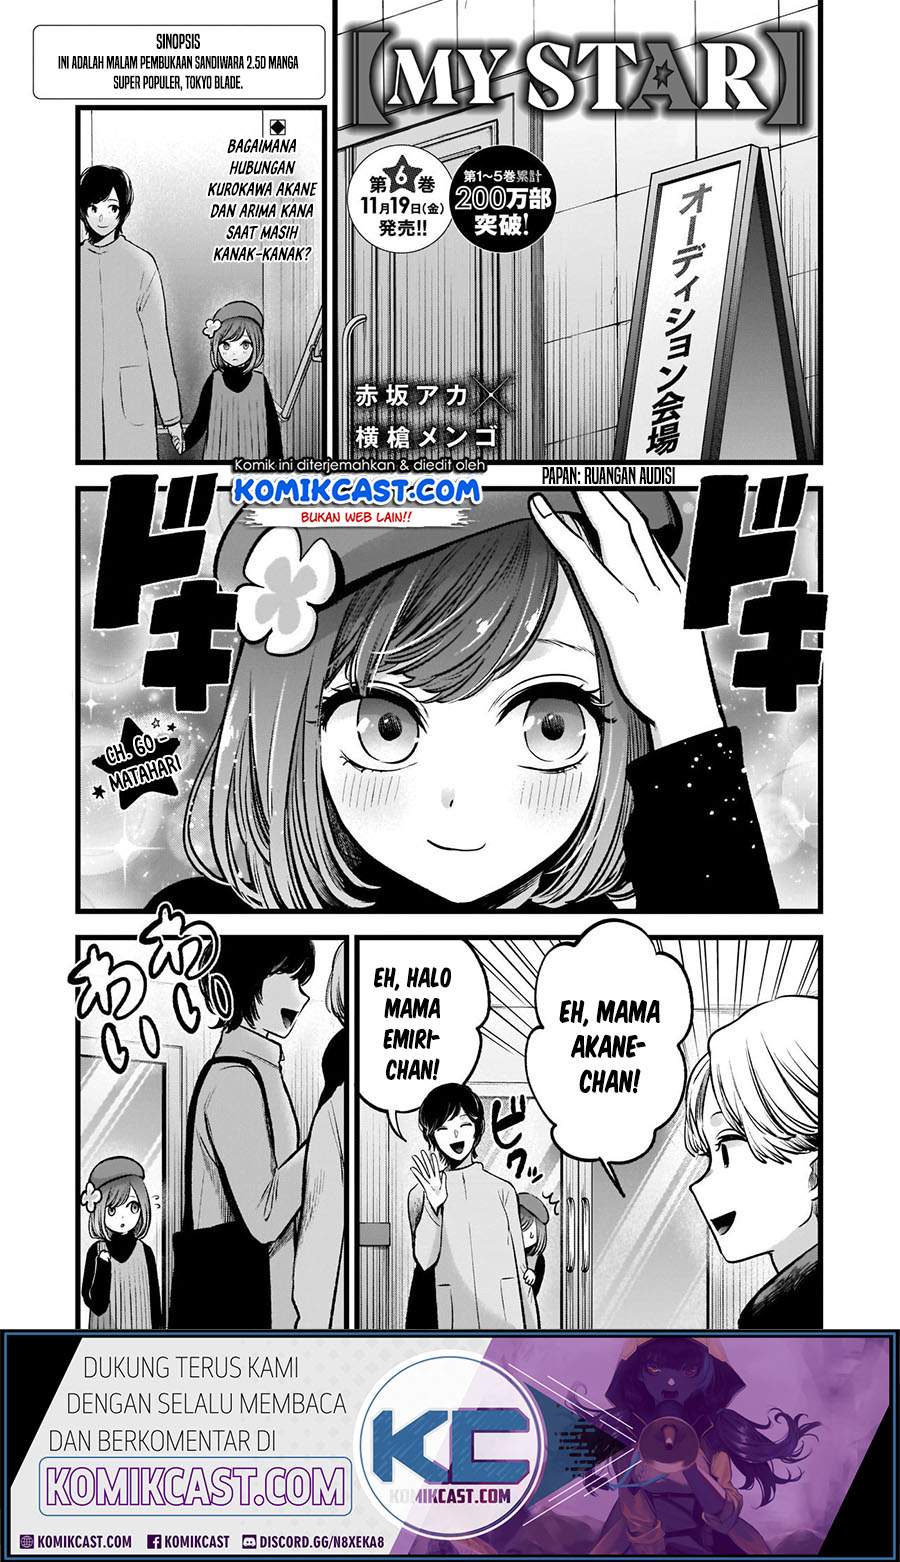 SINOPSIS
INI ADALAH MALAM PEMBUKAAN SANDIWARA 2.5D MANGA
SUPER POPULER, TOKYO BLADE.
【MY STAR】
BAGAIMANA
HUBUNGAN
KUROKAWA AKANE
DAN ARIMA KANA
SAAT MASIH
KANAK-KANAK?
第6巻
11月19日(金)
発売!!
第1~5巻累計
200万部
突破!
オーディション会場
赤坂アカ×
横槍メンゴ
Komik ini diterjemahkan & diedit oleh
KOMIKCAST.COM
BUKAN WEB LAIN!!
PAPAN: RUANGAN AUDISI
ドキ
ドキ
CH. 60 -
MATAHARI
わい
わい
EH, HALO
MAMA
EMIRI-
CHAN!
EH, MAMA
AKANE-
CHAN!
ビクッ
DUKUNG TERUS KAMI
DENGAN SELALU MEMBACA
DAN BERKOMENTAR DI
KOMIKCAST.COM
KC
KOMIKCAST.COM
KOMIKCAST.COM
KOMIKCAST
DISCORD.GG/N8XEKA8